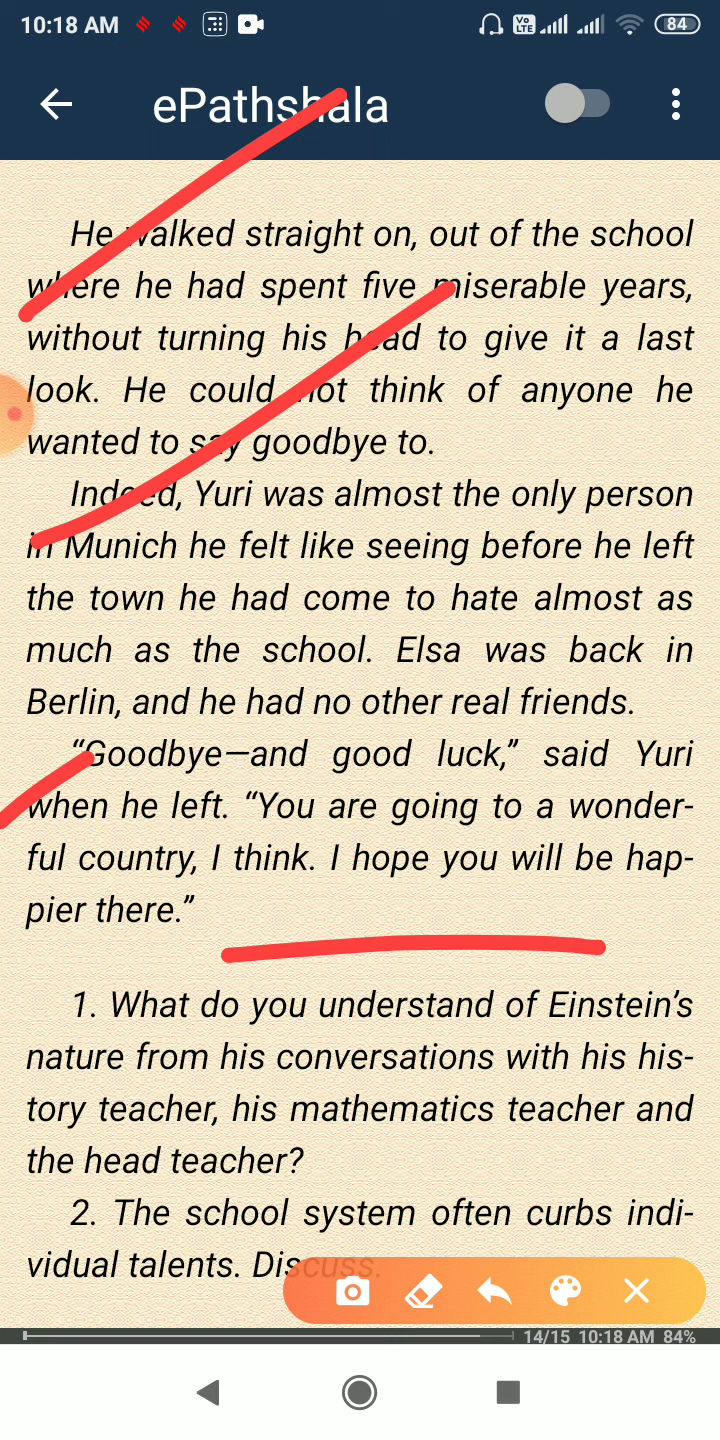 10:18 AM
Vo LTE
84
ePathshala
He walked straight on, out of the school
where he had spent five miserable years,
without turning his head to give it a last
look. He could not think of anyone he
wanted to say goodbye to.
Indeed, Yuri was almost the only person
in Munich he felt like seeing before he left
the town he had come to hate almost as
much as the school. Elsa was back in
Berlin, and he had no other real friends.
“Goodbye—and good luck,” said Yuri
when he left. “You are going to a wonder-
ful country, I think. I hope you will be hap-
pier there.”
1. What do you understand of Einstein’s
nature from his conversations with his his-
tory teacher, his mathematics teacher and
the head teacher?
2. The school system often curbs indi-
vidual talents. Discuss.
14/15 10:18 AM 84%